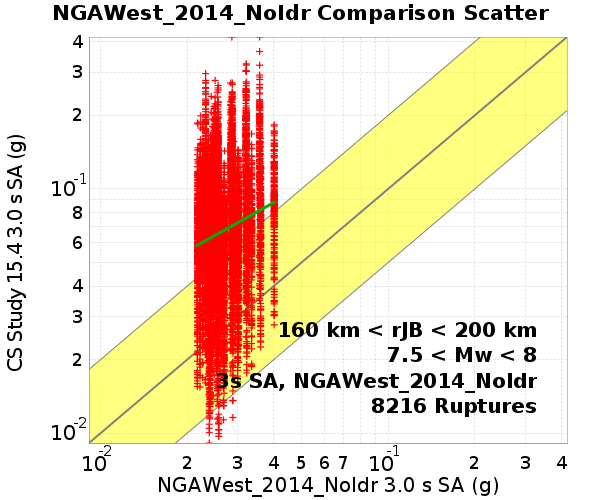 NGAWest_2014_NoIdr Comparison Scatter
CS Study 15.4 3.0 s SA (g)
4
3
2
10^-1
8
6
4
3
2
10^-2
160 km < rJB < 200 km
7.5 < Mw < 8
3s SA, NGAWest_2014_NoIdr
8216 Ruptures
10^-2 2 3 4 5 6 7 10^-1 2 3 4
NGAWest_2014_NoIdr 3.0 s SA (g)